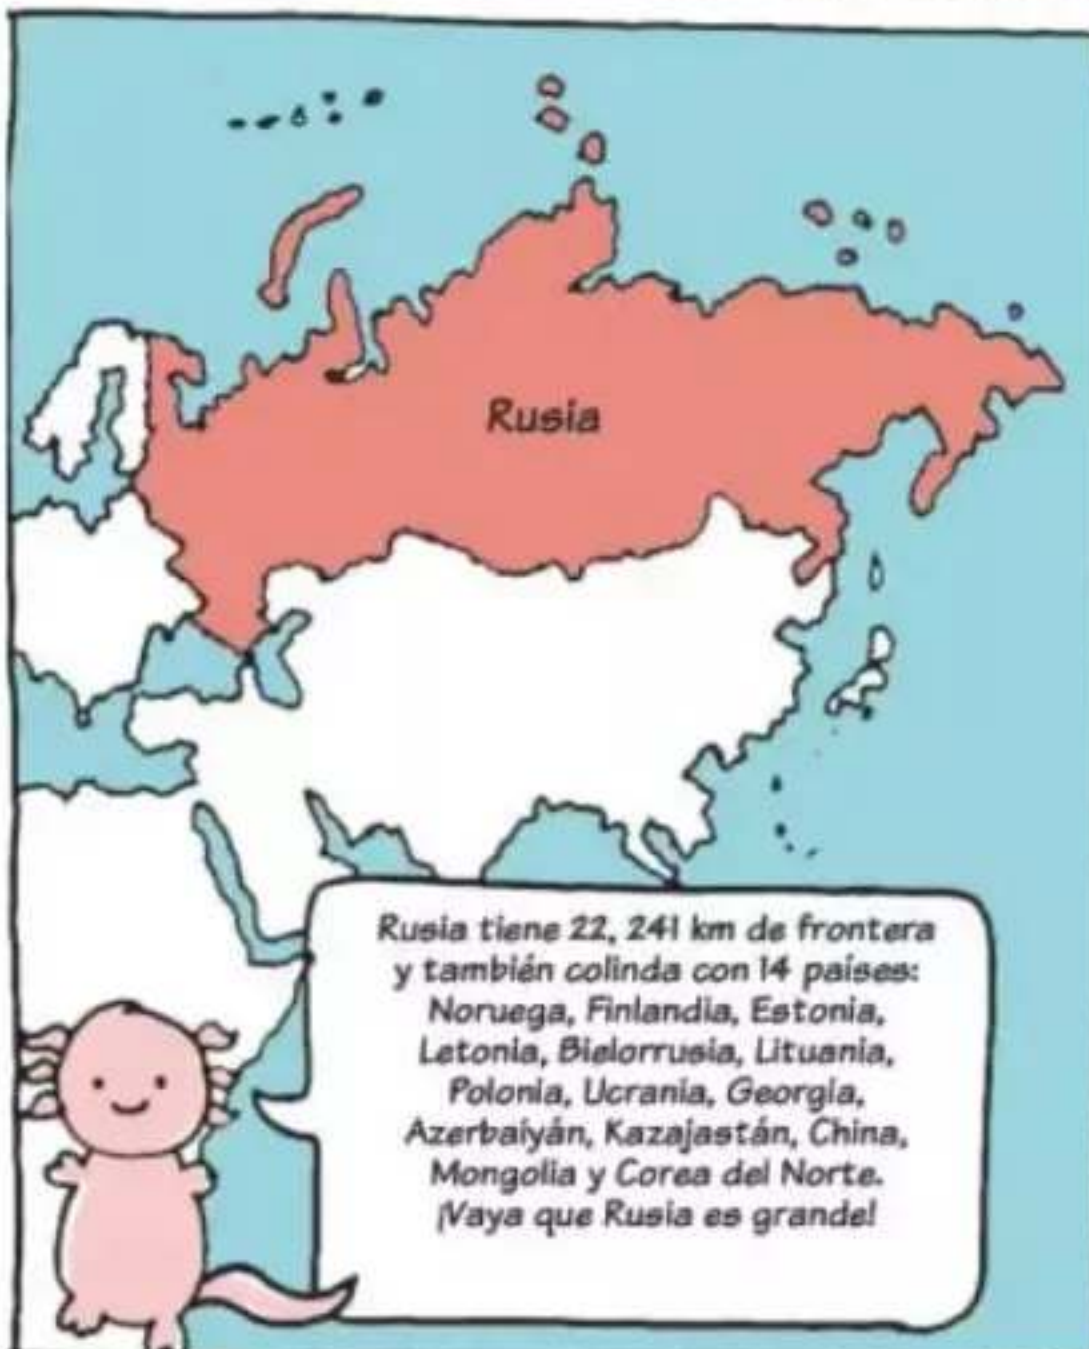 Rusia
Rusia tiene 22, 241 km de frontera
y también colinda con 14 países:
Noruega, Finlandia, Estonia,
Letonia, Bielorrusia, Lituania,
Polonia, Ucrania, Georgia,
Azerbaiyán, Kazajastán, China,
Mongolia y Corea del Norte.
¡Vaya que Rusia es grande!